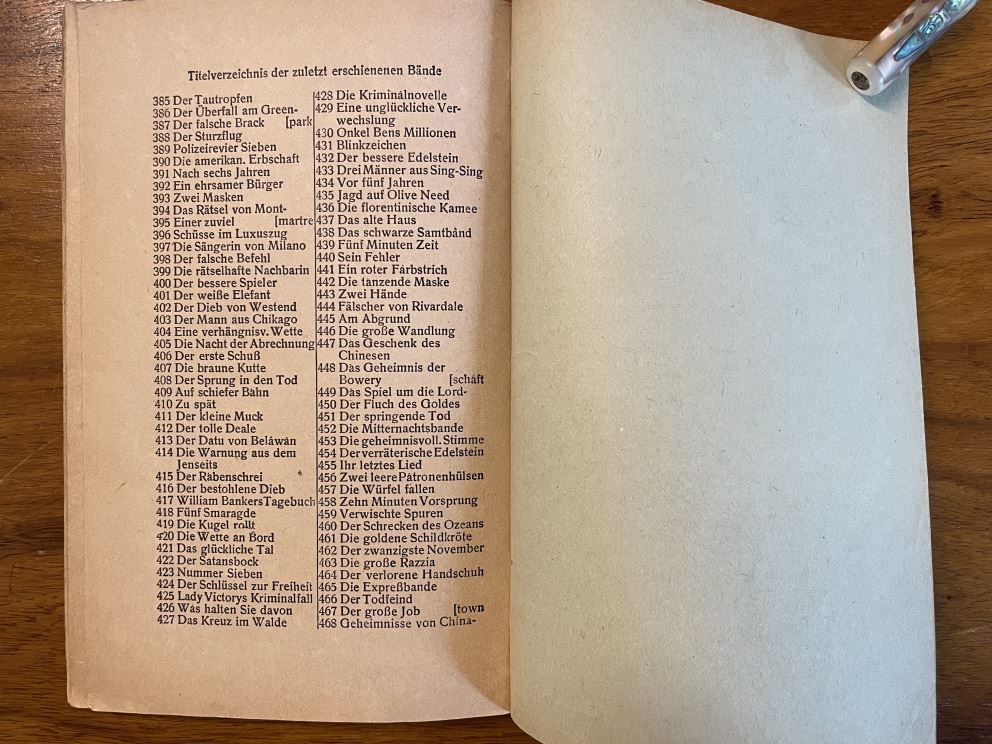 Titelverzeichnis der zuletzt erschienenen Bände
385 Der Tautropfen
386 Der Überfall am Green-
387 Der falsche Brack [park
388 Der Sturzflug
389 Polizeirevier Sieben
390 Die amerikan. Erbschaft
391 Nach sechs Jahren
392 Ein ehrsamer Bürger
393 Zwei Masken
394 Das Rätsel von Mont-
395 Einer zuviel [martre
396 Schüsse im Luxuszug
397 Die Sängerin von Milano
398 Der falsche Befehl
399 Die rätselhafte Nachbarin
400 Der bessere Spieler
401 Der weiße Elefant
402 Der Dieb von Westend
403 Der Mann aus Chikago
404 Eine verhängnisv. Wette
405 Die Nacht der Abrechnung
406 Der erste Schuß
407 Die braune Kutte
408 Der Sprung in den Tod
409 Auf schiefer Bahn
410 Zu spät
411 Der kleine Muck
412 Der tolle Deale
413 Der Datu von Beláwán
414 Die Warnung aus dem
Jenseits
415 Der Rabenschrei
416 Der bestohlene Dieb
417 William Bankers Tagebuch
418 Fünf Smaragde
419 Die Kugel rollt
420 Die Wette an Bord
421 Das glückliche Tal
422 Der Satansbock
423 Nummer Sieben
424 Der Schlüssel zur Freiheit
425 Lady Victorys Kriminalfall
426 Was halten Sie davon
427 Das Kreuz im Walde
428 Die Kriminalnovelle
429 Eine unglückliche Ver-
wechslung
430 Onkel Bens Millionen
431 Blinkzeichen
432 Der bessere Edelstein
433 Drei Männer aus Sing-Sing
434 Vor fünf Jahren
435 Jagd auf Olive Need
436 Die florentinische Kamee
437 Das alte Haus
438 Das schwarze Samtband
439 Fünf Minuten Zeit
440 Sein Fehler
441 Ein roter Farbstrich
442 Die tanzende Maske
443 Zwei Hände
444 Fälscher von Rivardale
445 Am Abgrund
446 Die große Wandlung
447 Das Geschenk des
Chinesen
448 Das Geheimnis der
Bowery [schaft
449 Das Spiel um die Lord-
450 Der Fluch des Goldes
451 Der springende Tod
452 Die Mitternachtsbande
453 Die geheimnisvoll. Stimme
454 Der verräterische Edelstein
455 Ihr letztes Lied
456 Zwei leere Patronenhülsen
457 Die Würfel fallen
458 Zehn Minuten Vorsprung
459 Verwischte Spuren
460 Der Schrecken des Ozeans
461 Die goldene Schildkröte
462 Der zwanzigste November
463 Die große Razzia
464 Der verlorene Handschuh
465 Die Expreßbande
466 Der Todfeind
467 Der große Job [town
468 Geheimnisse von China-